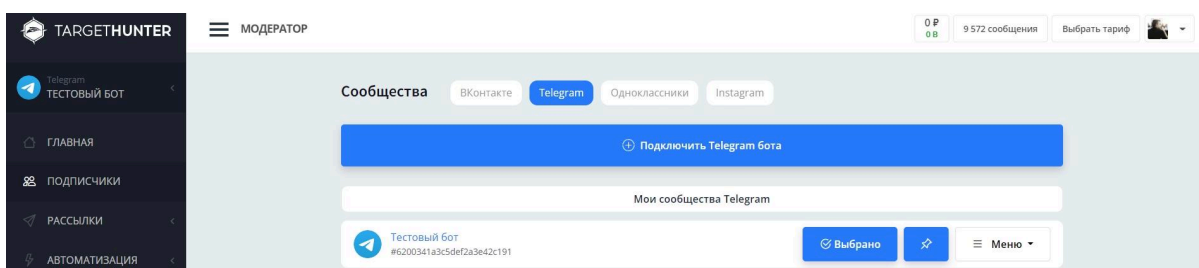 TARGETHUNTER
МОДЕРАТОР
0 ₽
0 B
9 572 сообщения
Выбрать тариф
Telegram
ТЕСТОВЫЙ БОТ
ГЛАВНАЯ
ПОДПИСЧИКИ
РАССЫЛКИ
АВТОМАТИЗАЦИЯ
Сообщества
ВКонтакте
Telegram
Одноклассники
Instagram
Подключить Telegram бота
Мои сообщества Telegram
Тестовый бот
#6200341a3c5def2a3e42c191
Выбрано
Меню